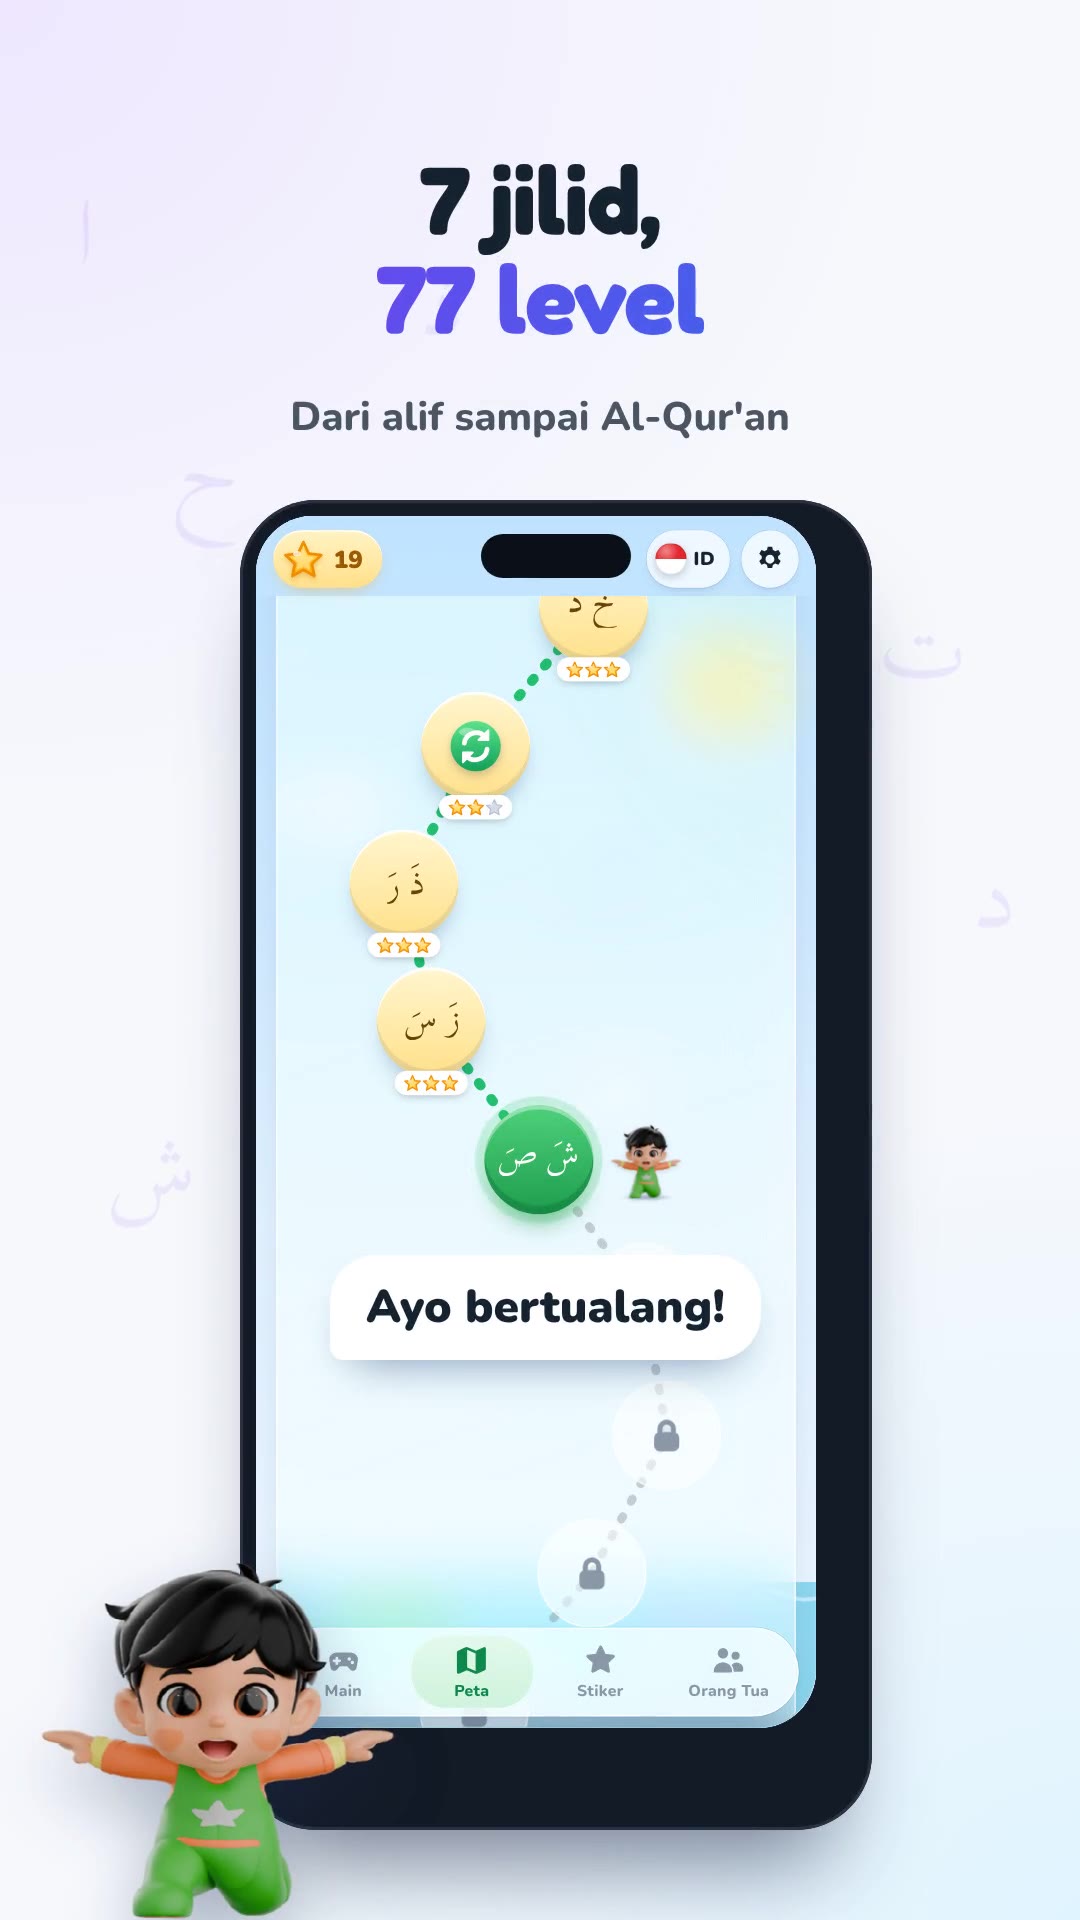 7 jilid,
77 level
Dari alif sampai Al-Qur'an
ا
ح
ت
د
ش
19
ID
خ د
ذَ رَ
زَ سَ
شَ صَ
Ayo bertualang!
Main
Peta
Stiker
Orang Tua